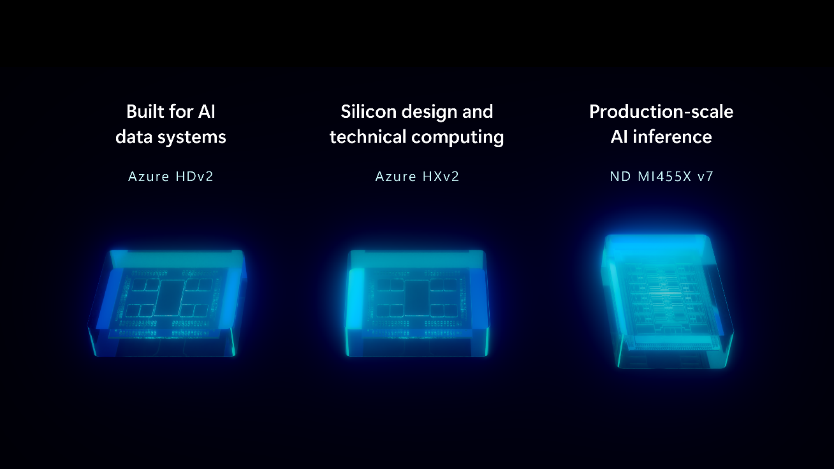 Built for AI
data systems
Azure HDv2
Silicon design and
technical computing
Azure HXv2
Production-scale
AI inference
ND MI455X v7